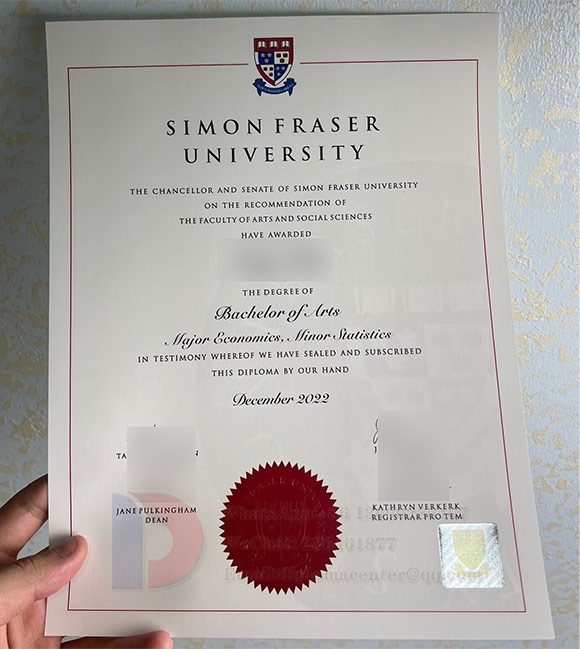 SIMON FRASER
UNIVERSITY
THE CHANCELLOR AND SENATE OF SIMON FRASER UNIVERSITY
ON THE RECOMMENDATION OF
THE FACULTY OF ARTS AND SOCIAL SCIENCES
HAVE AWARDED
THE DEGREE OF
Bachelor of Arts
Major Economics, Minor Statistics
IN TESTIMONY WHEREOF WE HAVE SEALED AND SUBSCRIBED
THIS DIPLOMA BY OUR HAND
December 2022
JANE PULKINGHAM
DEAN
KATHRYN VERKERK
REGISTRAR PRO TEM